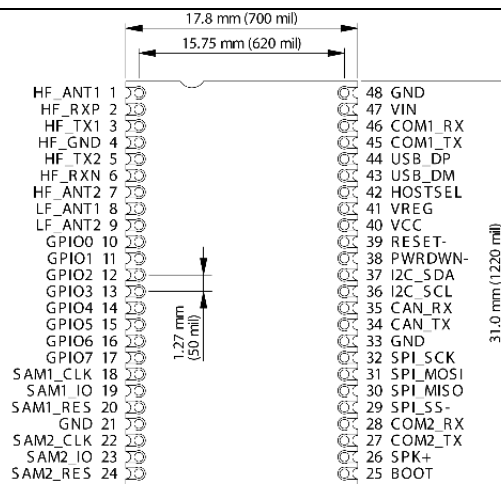 17.8 mm (700 mil)
15.75 mm (620 mil)
HF_ANT1 1 48 GND
HF_RXP 2 47 VIN
HF_TX1 3 46 COM1_RX
HF_GND 4 45 COM1_TX
HF_TX2 5 44 USB_DP
HF_RXN 6 43 USB_DM
HF_ANT2 7 42 HOSTSEL
LF_ANT1 8 41 VREG
LF_ANT2 9 40 VCC
GPIO0 10 39 RESET-
GPIO1 11 38 PWRDWN-
GPIO2 12 37 I2C_SDA
GPIO3 13 36 I2C_SCL
GPIO4 14 35 CAN_RX
GPIO5 15 34 CAN_TX
GPIO6 16 33 GND
GPIO7 17 32 SPI_SCK
SAM1_CLK 18 31 SPI_MOSI
SAM1_IO 19 30 SPI_MISO
SAM1_RES 20 29 SPI_SS-
GND 21 28 COM2_RX
SAM2_CLK 22 27 COM2_TX
SAM2_IO 23 26 SPK+
SAM2_RES 24 25 BOOT
1.27 mm
(50 mil)
31.0 mm (1220 mil)